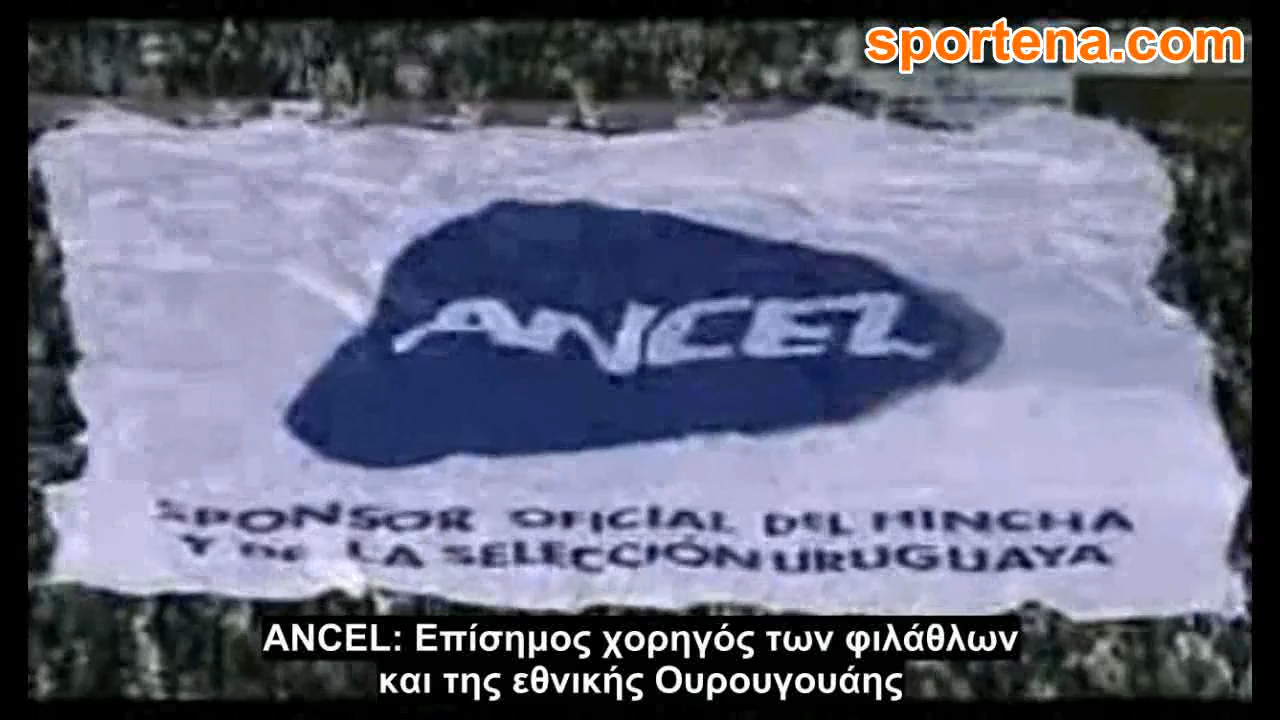 sportena.com
ANCEL
SPONSOR OFICIAL DEL HINCHA
Y DE LA SELECCIÓN URUGUAYA
ANCEL: Επίσημος χορηγός των φιλάθλων
και της εθνικής Ουρουγουάης